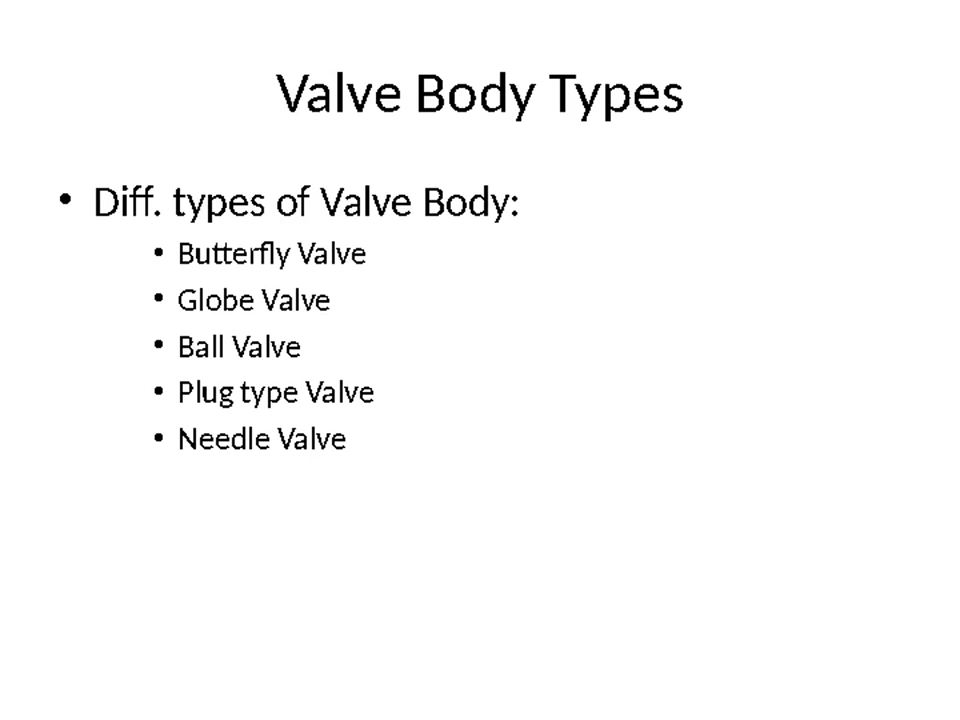 Valve Body Types
• Diff. types of Valve Body:
• Butterfly Valve
• Globe Valve
• Ball Valve
• Plug type Valve
• Needle Valve